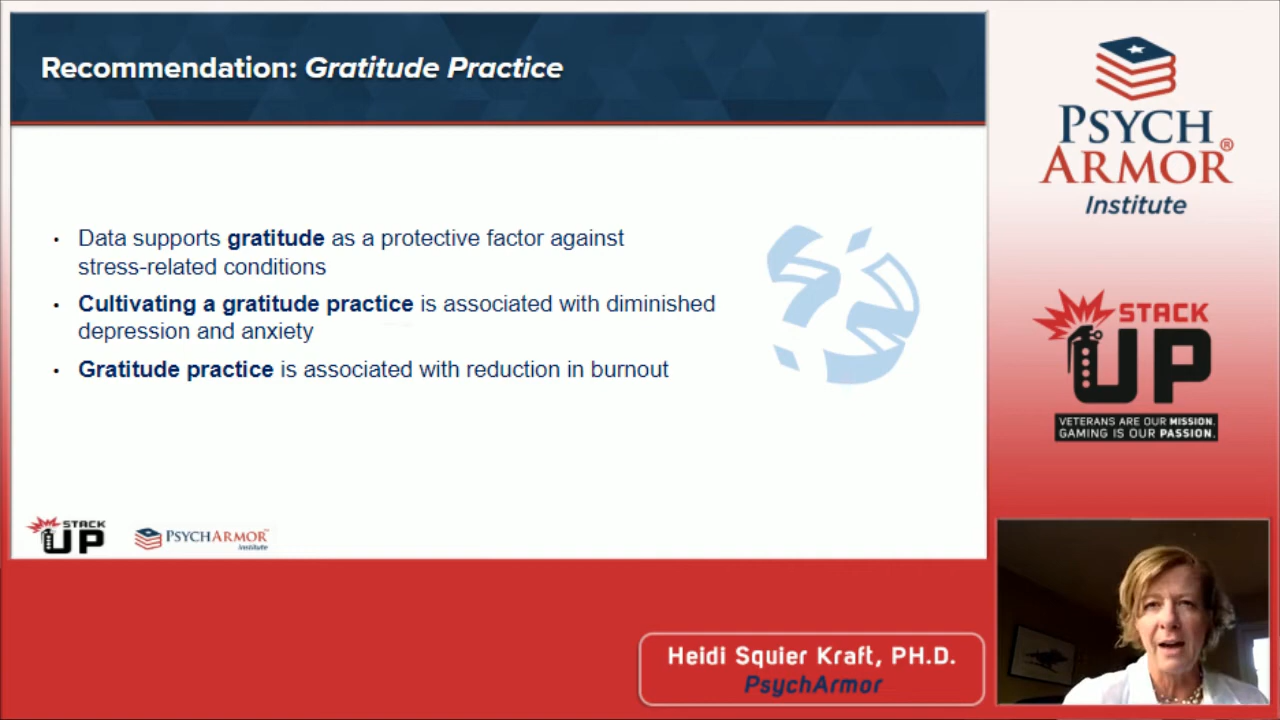 Recommendation: Gratitude Practice
• Data supports gratitude as a protective factor against
stress-related conditions
• Cultivating a gratitude practice is associated with diminished
depression and anxiety
• Gratitude practice is associated with reduction in burnout
STACK
UP
PSYCHARMOR™
Institute
PSYCH
ARMOR®
Institute
STACK
UP
VETERANS ARE OUR MISSION.
GAMING IS OUR PASSION.
Heidi Squier Kraft, PH.D.
PsychArmor